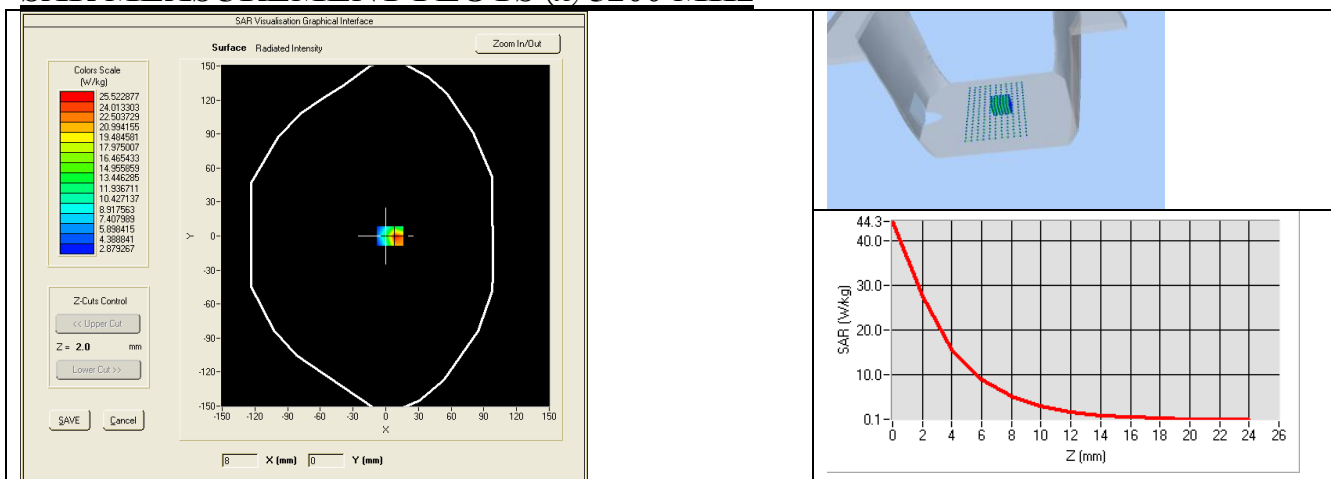 SAR MEASUREMENT PLOTS (x) 5200 MHz
SAR Visualisation Graphical Interface
Surface Radiated Intensity
Zoom In/Out
Colors Scale
(W/kg)
25.522877
24.013303
22.503729
20.994155
19.484581
17.975007
16.465433
14.955859
13.446285
11.936711
10.427137
8.917563
7.407989
5.898415
4.388841
2.879267
Z-Cuts Control
<< Upper Cut
Z = 2.0 mm
Lower Cut >>
SAVE Cancel
150
120
90
60
30
0
-30
-60
-90
-120
-150
Y
-150 -120 -90 -60 -30 0 30 60 90 120 150
X
8 X (mm) 0 Y (mm)
44.3
40.0
30.0
20.0
10.0
0.1
SAR (W/kg)
0 2 4 6 8 10 12 14 16 18 20 22 24 26
Z (mm)